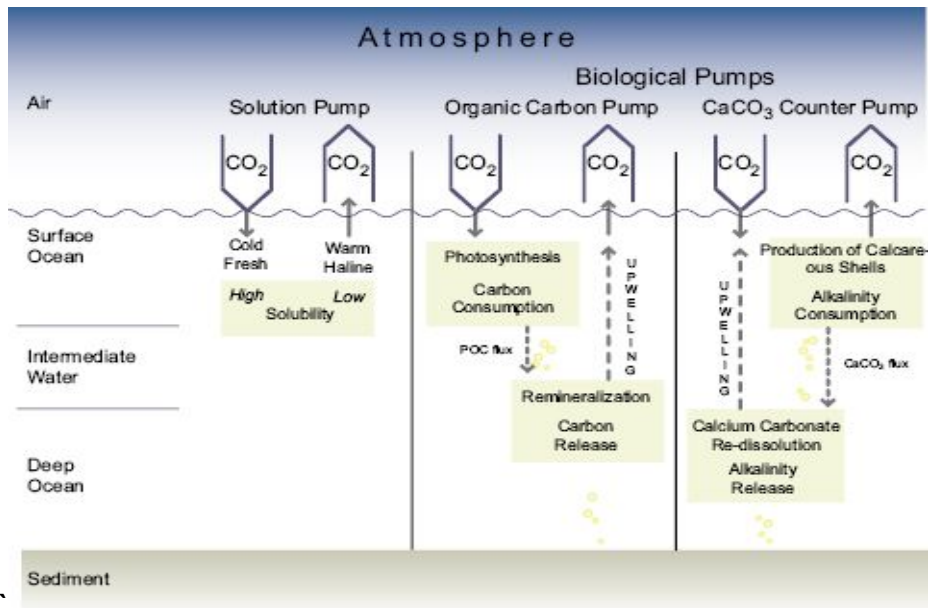 Atmosphere
Biological Pumps
Air
Solution Pump
Organic Carbon Pump
CaCO₃ Counter Pump
CO₂
CO₂
CO₂
CO₂
CO₂
CO₂
Surface
Ocean
Cold
Fresh
Warm
Haline
High
Low
Solubility
Photosynthesis
Carbon
Consumption
UPWELLING
UPWELLING
Production of Calcare-
ous Shells
Alkalinity
Consumption
Intermediate
Water
POC flux
CaCO₃ flux
Remineralization
Carbon
Release
Calcium Carbonate
Re-dissolution
Alkalinity
Release
Deep
Ocean
Sediment